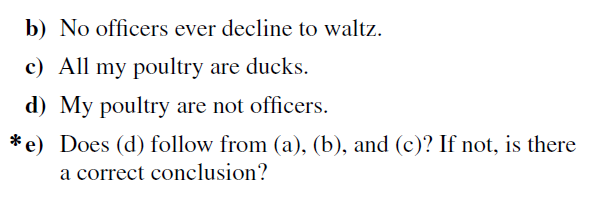 b) No officers ever decline to waltz.
c) All my poultry are ducks.
d) My poultry are not officers.
*e) Does (d) follow from (a), (b), and (c)? If not, is there
a correct conclusion?